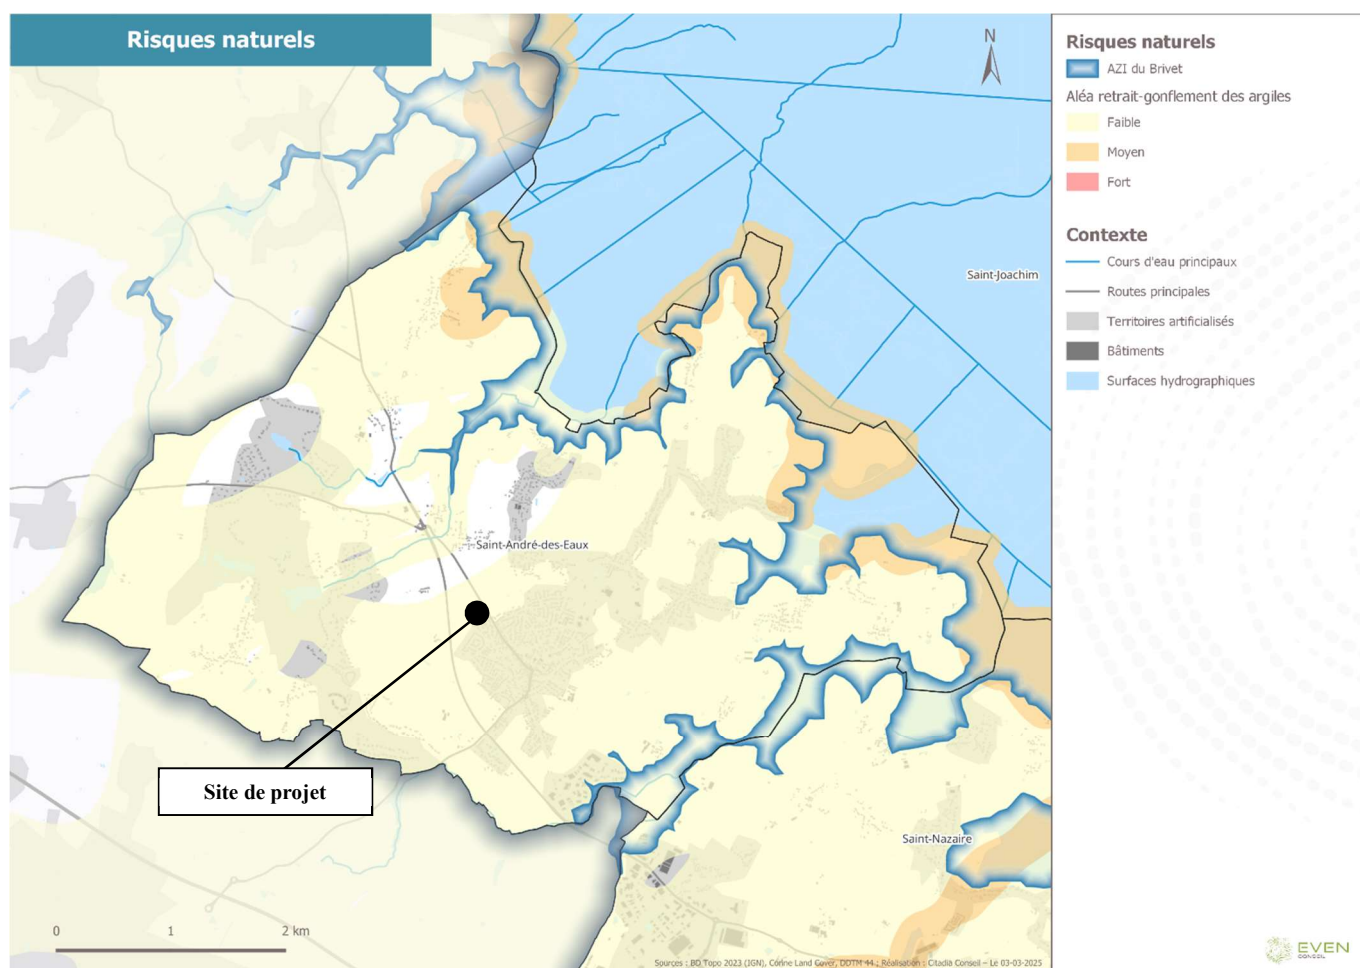 Risques naturels
N
Saint-Joachim
Saint-André-des-Eaux
Site de projet
Saint-Nazaire
0 1 2 km
Sources : BD Topo 2023 (IGN), Corine Land Cover, DDTM 44 ; Réalisation : Citadia Conseil – Le 03-03-2025
Risques naturels
AZI du Brivet
Aléa retrait-gonflement des argiles
Faible
Moyen
Fort
Contexte
Cours d'eau principaux
Routes principales
Territoires artificialisés
Bâtiments
Surfaces hydrographiques
EVEN
CONSEIL